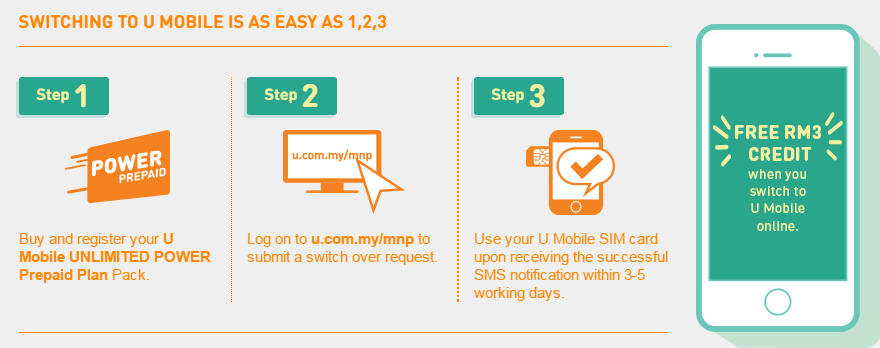 SWITCHING TO U MOBILE IS AS EASY AS 1,2,3
Step 1
POWER
PREPAID
Buy and register your U
Mobile UNLIMITED POWER
Prepaid Plan Pack.
Step 2
u.com.my/mnp
Log on to u.com.my/mnp to
submit a switch over request.
Step 3
Use your U Mobile SIM card
upon receiving the successful
SMS notification within 3-5
working days.
FREE RM3
CREDIT
when you
switch to
U Mobile
online.